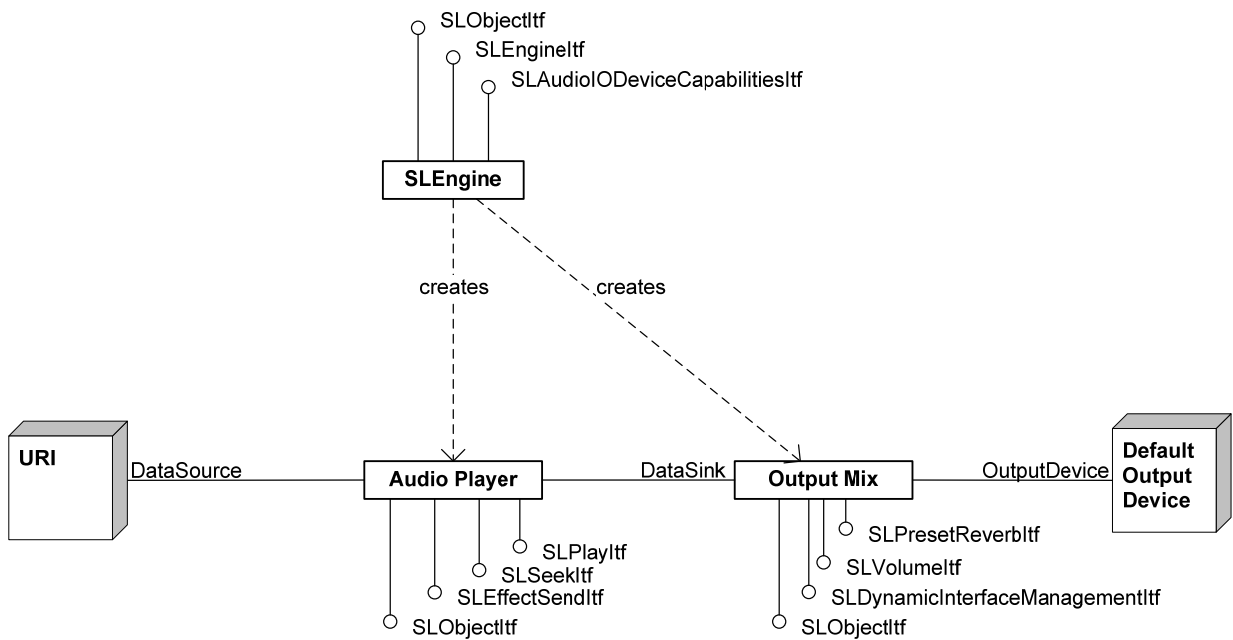 SLObjectItf
SLEngineItf
SLAudioIODeviceCapabilitiesItf
SLEngine
creates
creates
URI
DataSource
Audio Player
DataSink
Output Mix
OutputDevice
Default
Output
Device
SLPlayItf
SLSeekItf
SLEffectSendItf
SLObjectItf
SLPresetReverbItf
SLVolumeItf
SLDynamicInterfaceManagementItf
SLObjectItf